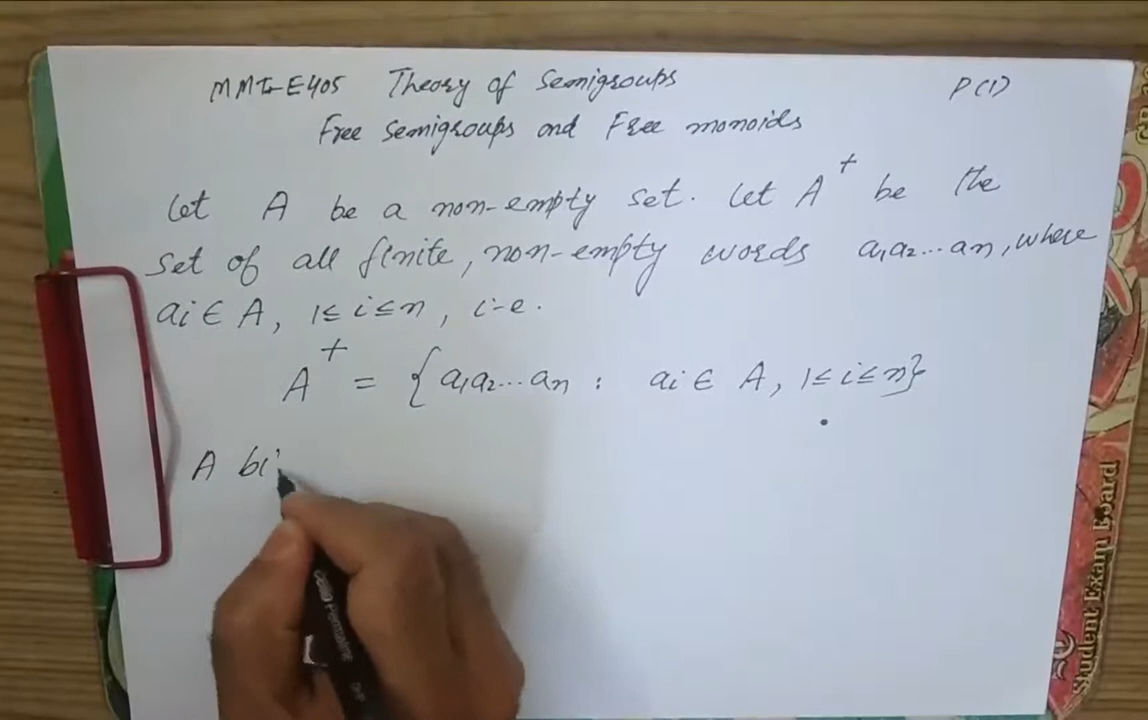 MMT-E405 Theory of Semigroups P(1)
Free semigroups and Free monoids
Let A be a non-empty set. Let A⁺ be the
set of all finite, non-empty words a₁a₂...an, where
ai ∈ A, 1 ≤ i ≤ n, i-e.
A⁺ = {a₁a₂...an : ai ∈ A, 1 ≤ i ≤ n}
A bi
Cello Permaline
Student Exam Board